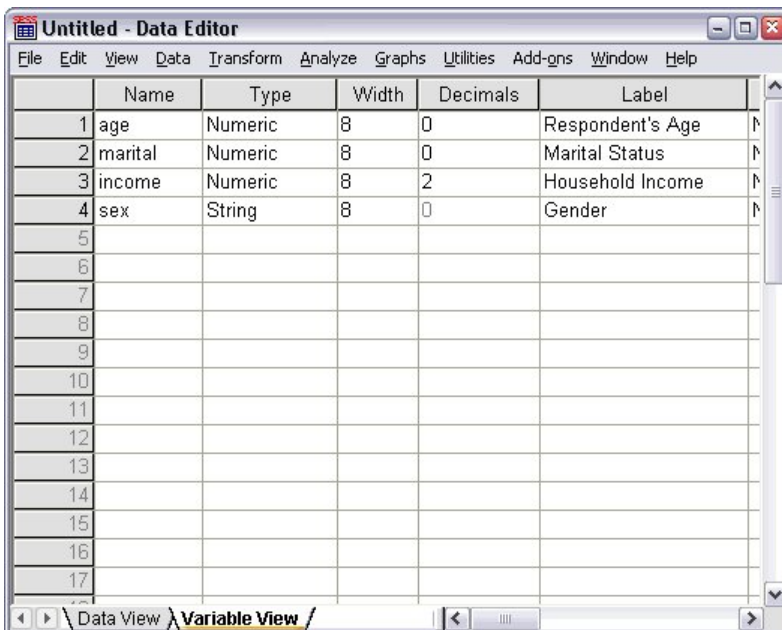 Untitled - Data Editor
File Edit View Data Transform Analyze Graphs Utilities Add-ons Window Help
Name Type Width Decimals Label
1 age Numeric 8 0 Respondent's Age
2 marital Numeric 8 0 Marital Status
3 income Numeric 8 2 Household Income
4 sex String 8 0 Gender
5
6
7
8
9
10
11
12
13
14
15
16
17
Data View Variable View